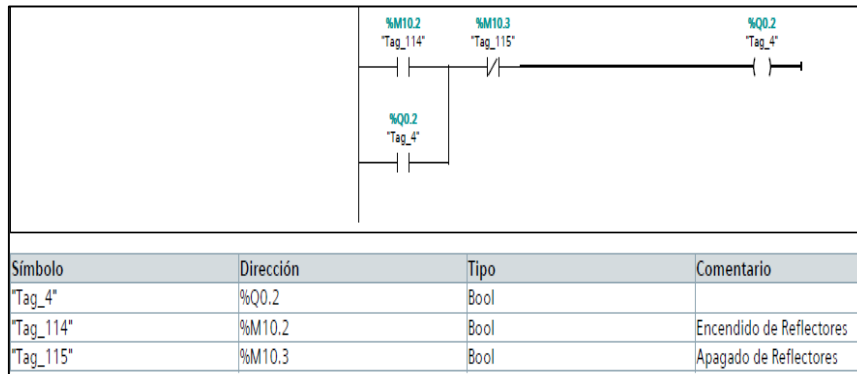 %M10.2 %M10.3 %Q0.2
"Tag_114" "Tag_115" "Tag_4"
%Q0.2
"Tag_4"
Símbolo Dirección Tipo Comentario
"Tag_4" %Q0.2 Bool
"Tag_114" %M10.2 Bool Encendido de Reflectores
"Tag_115" %M10.3 Bool Apagado de Reflectores